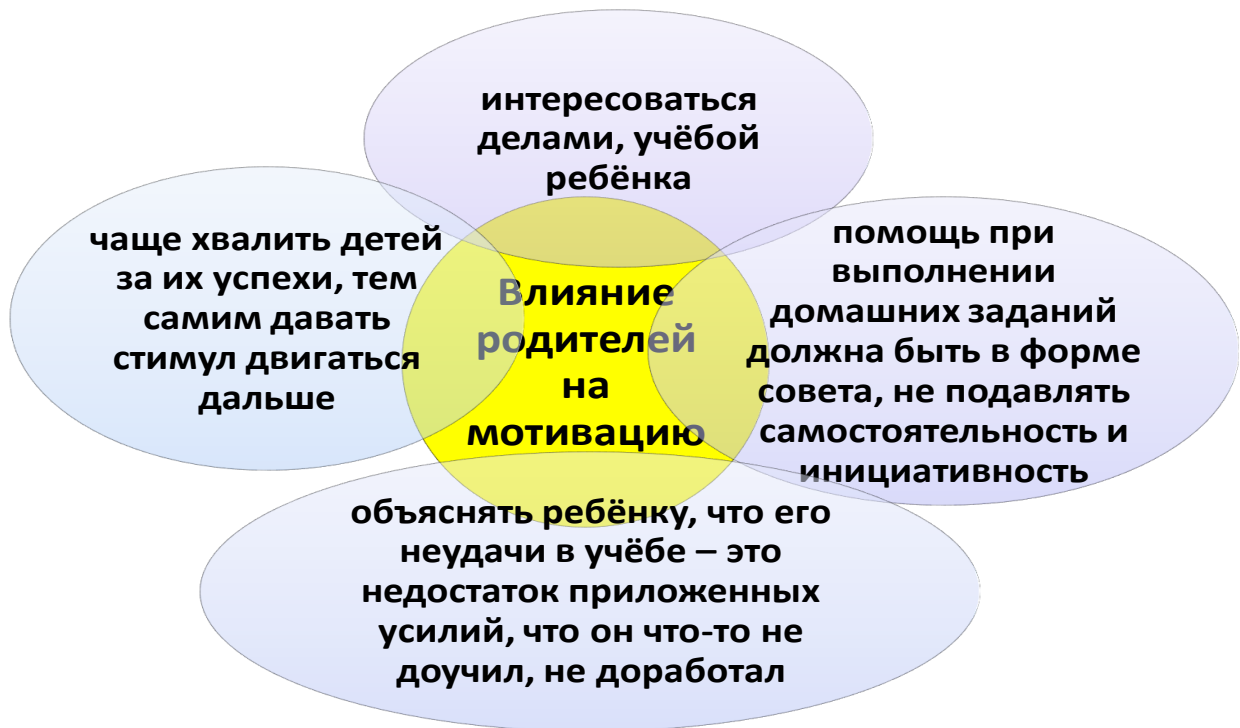 интересоваться
делами, учёбой
ребёнка
чаще хвалить детей
за их успехи, тем
самим давать
стимул двигаться
дальше
Влияние
родителей
на
мотивацию
помощь при
выполнении
домашних заданий
должна быть в форме
совета, не подавлять
самостоятельность и
инициативность
объяснять ребёнку, что его
неудачи в учёбе – это
недостаток приложенных
усилий, что он что-то не
доучил, не доработал